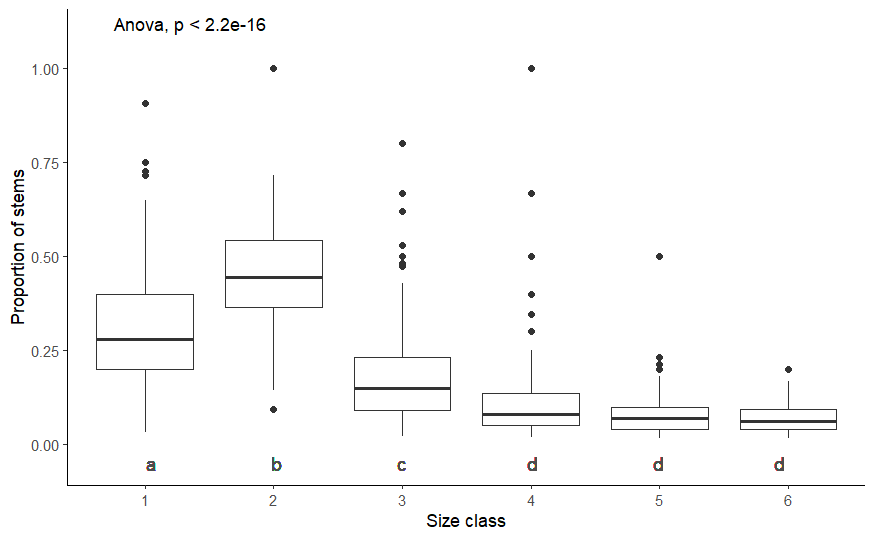 Anova, p < 2.2e-16
1.00
0.75
0.50
0.25
0.00
Proportion of stems
a b c d d d
1 2 3 4 5 6
Size class